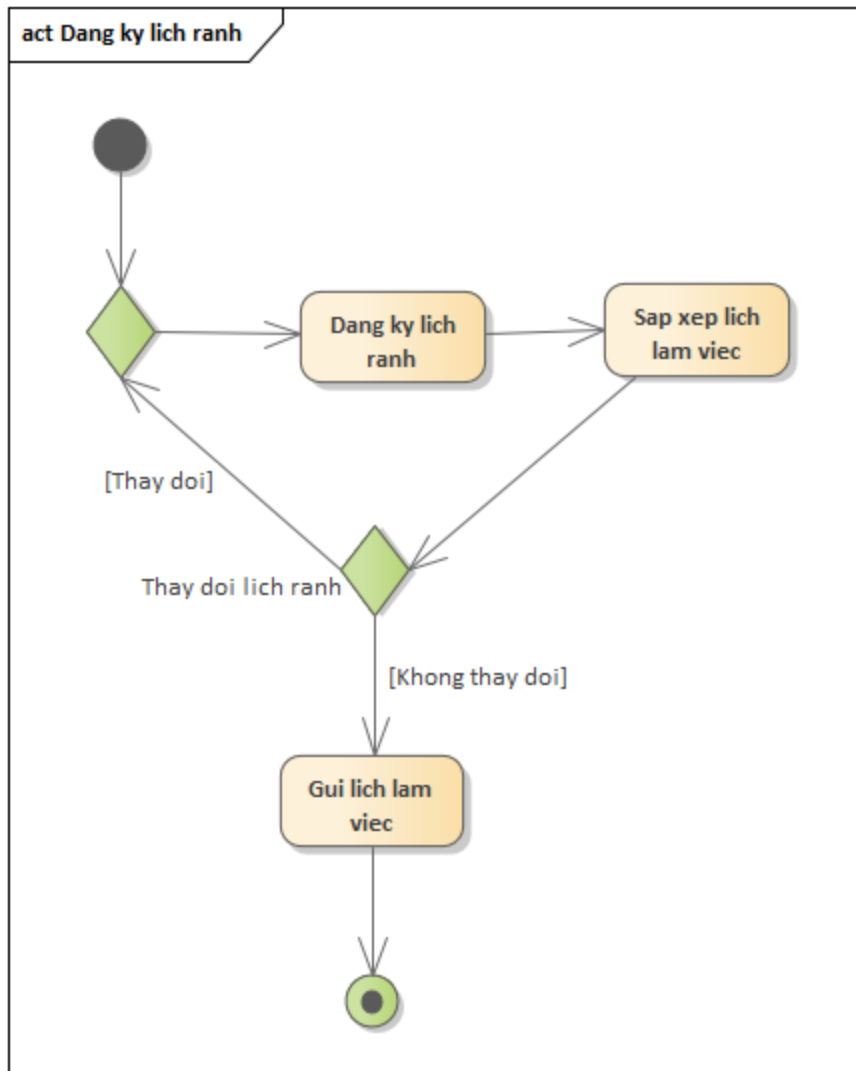 act Dang ky lich ranh
Dang ky lich
ranh
Sap xep lich
lam viec
[Thay doi]
Thay doi lich ranh
[Khong thay doi]
Gui lich lam
viec